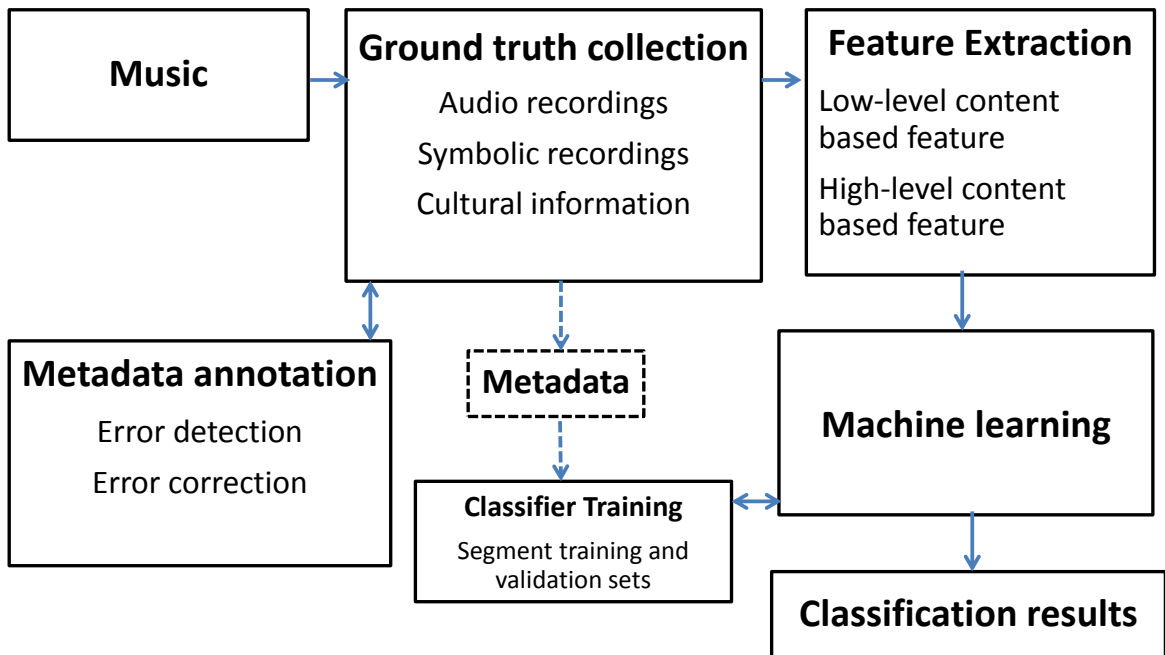 Music
Ground truth collection
Audio recordings
Symbolic recordings
Cultural information
Feature Extraction
Low-level content
based feature
High-level content
based feature
Metadata annotation
Error detection
Error correction
Metadata
Classifier Training
Segment training and
validation sets
Machine learning
Classification results